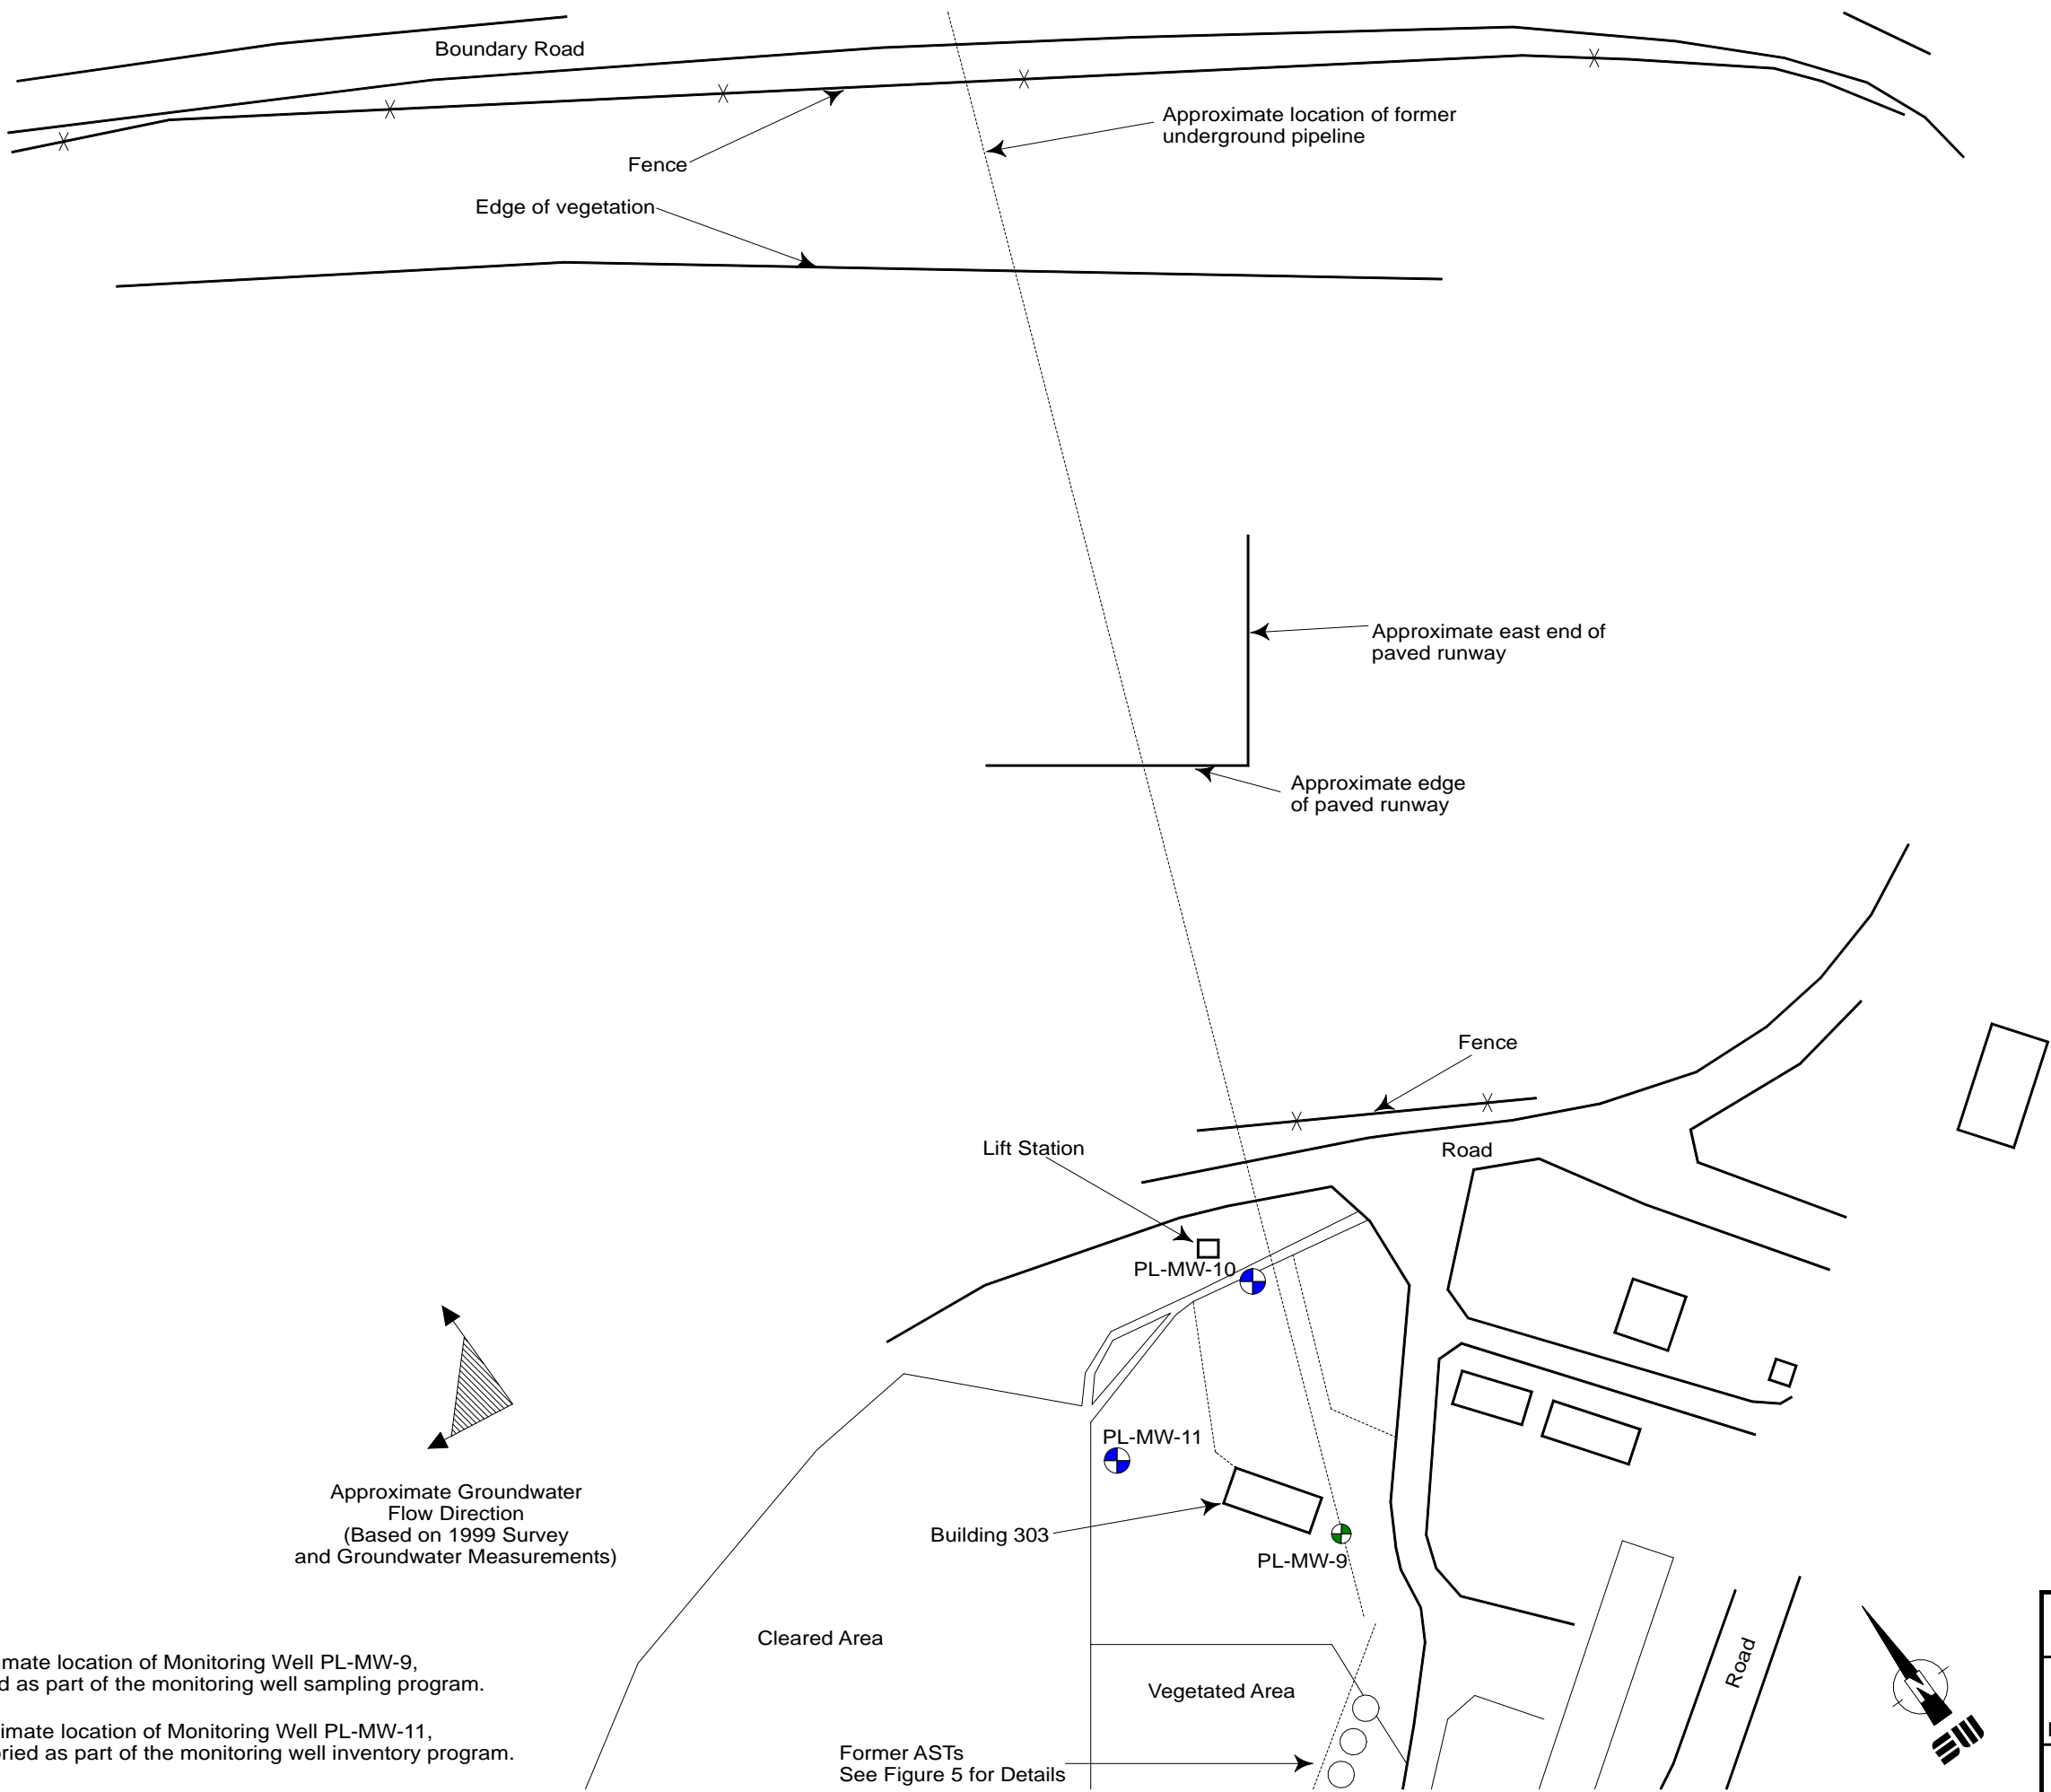 Boundary Road
Approximate location of former
underground pipeline
Fence
Edge of vegetation
Approximate east end of
paved runway
Approximate edge
of paved runway
Fence
Lift Station
Road
PL-MW-10
PL-MW-11
Approximate Groundwater
Flow Direction
(Based on 1999 Survey
and Groundwater Measurements)
Building 303
PL-MW-9
Cleared Area
Road
location of Monitoring Well PL-MW-9,
as part of the monitoring well sampling program.
Vegetated Area
location of Monitoring Well PL-MW-11,
as part of the monitoring well inventory program.
Former ASTs
See Figure 5 for Details